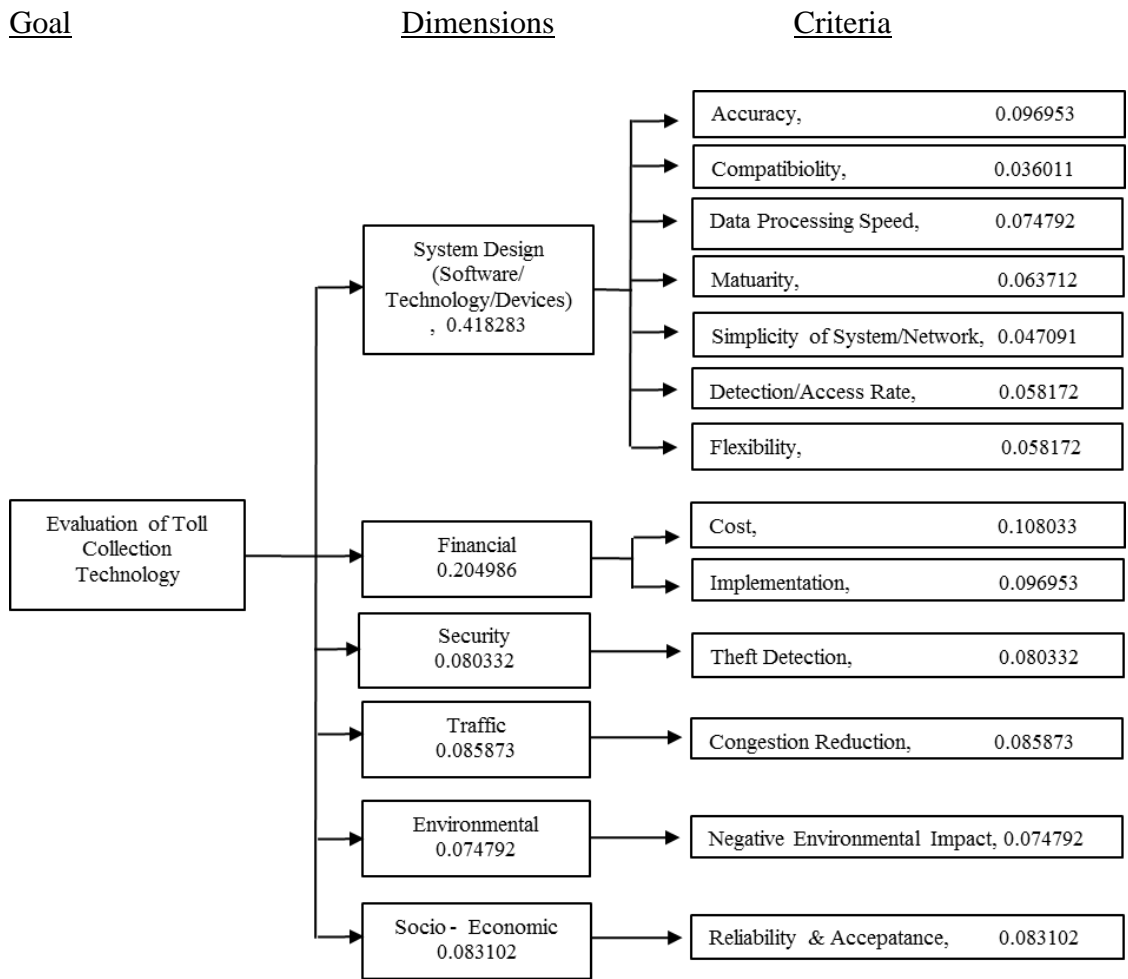 Goal Dimensions Criteria
Accuracy, 0.096953
Compatibiolity, 0.036011
Data Processing Speed, 0.074792
Matuarity, 0.063712
Simplicity of System/Network, 0.047091
Detection/Access Rate, 0.058172
Flexibility, 0.058172
System Design
(Software/
Technology/Devices)
, 0.418283
Evaluation of Toll
Collection
Technology
Financial
0.204986
Cost, 0.108033
Implementation, 0.096953
Security
0.080332
Theft Detection, 0.080332
Traffic
0.085873
Congestion Reduction, 0.085873
Environmental
0.074792
Negative Environmental Impact, 0.074792
Socio - Economic
0.083102
Reliability & Accepatance, 0.083102